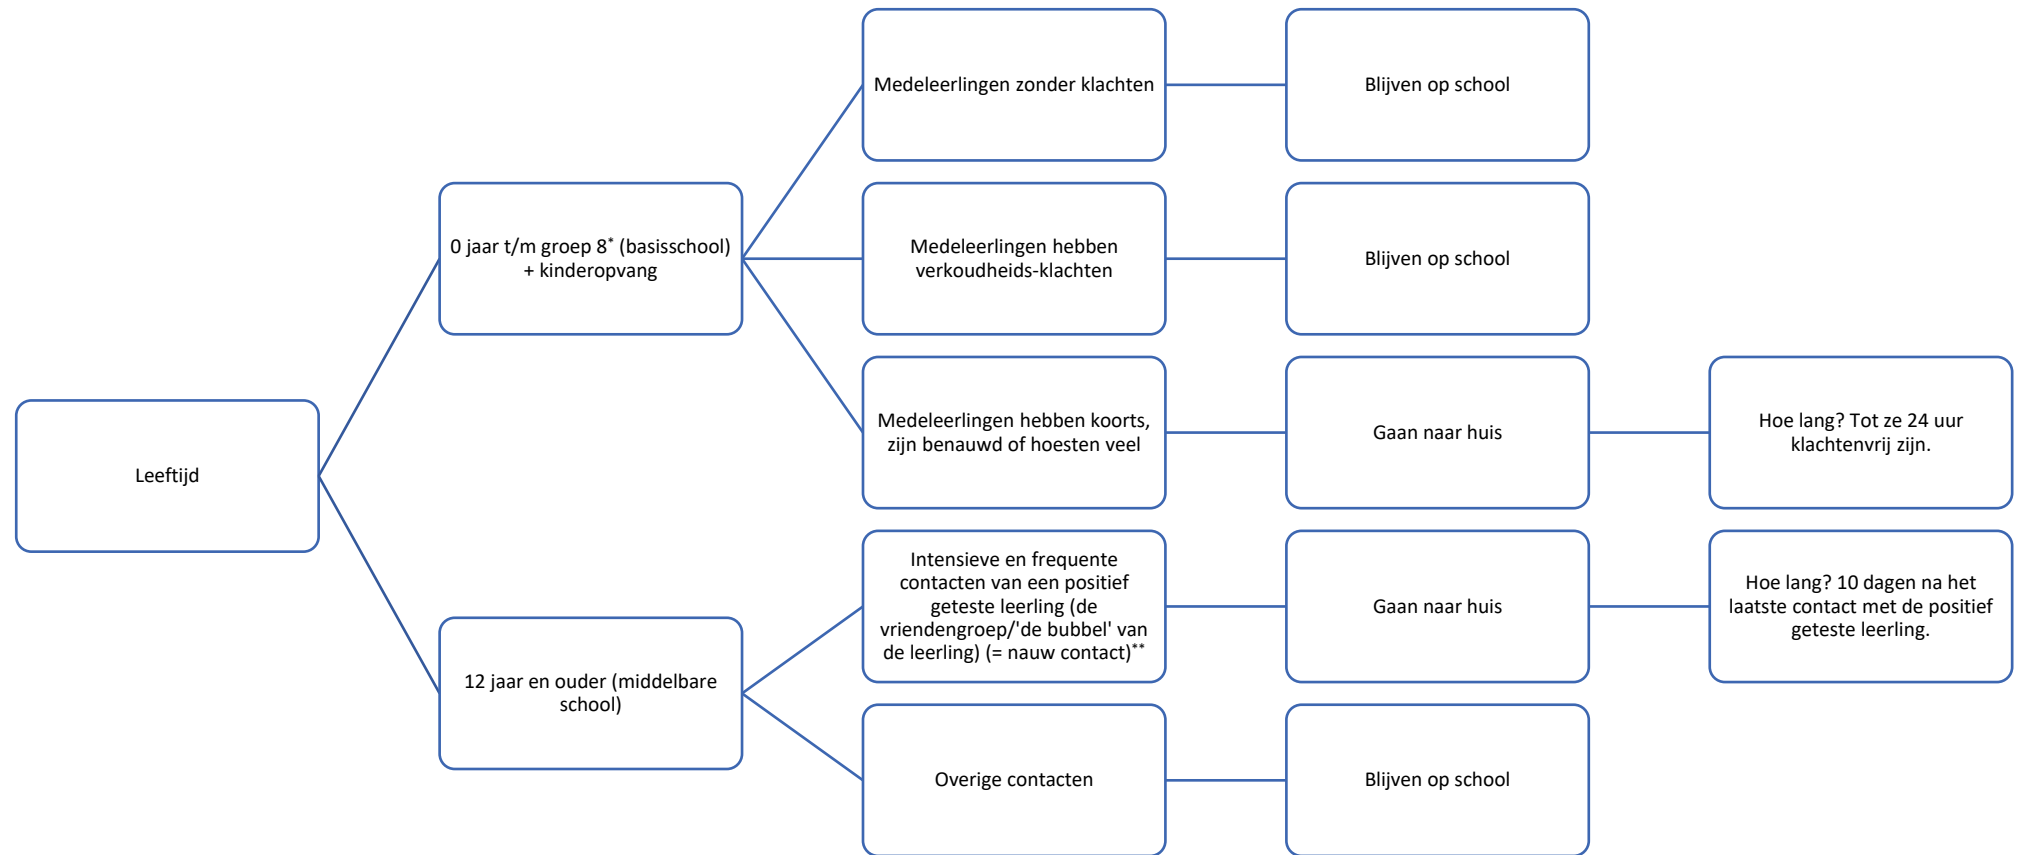 Medeleerlingen zonder klachten
Blijven op school
0 jaar t/m groep 8* (basisschool)
+ kinderopvang
Medeleerlingen hebben
verkoudheids-klachten
Blijven op school
Medeleerlingen hebben koorts,
zijn benauwd of hoesten veel
Gaan naar huis
Hoe lang? Tot ze 24 uur
klachtenvrij zijn.
Leeftijd
Intensieve en frequente
contacten van een positief
geteste leerling (de
vriendengroep/'de bubbel' van
de leerling) (= nauw contact)**
Gaan naar huis
Hoe lang? 10 dagen na het
laatste contact met de positief
geteste leerling.
12 jaar en ouder (middelbare
school)
Overige contacten
Blijven op school